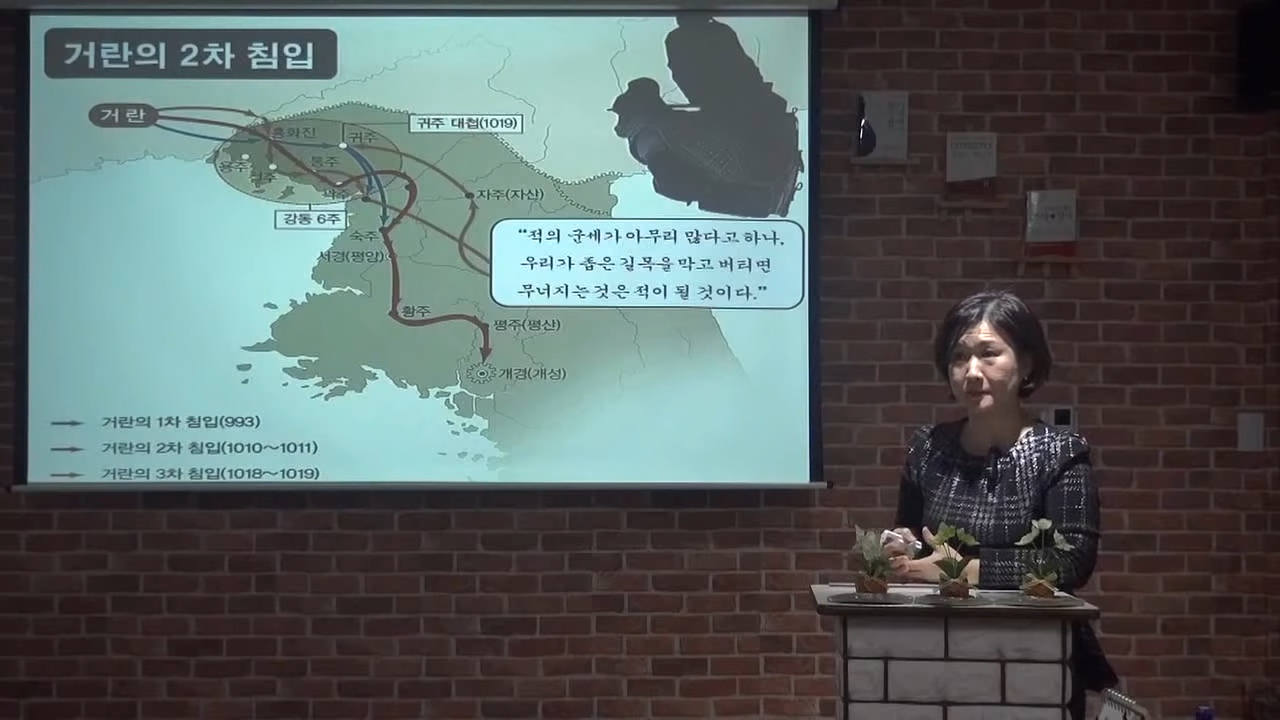 거란의 2차 침입
거란
흥화진
귀주 대첩(1019)
귀주
용주
통주
자주(자산)
강동 6주
숙주
서경(평양)
"적의 군세가 아무리 많다고 하나,
우리가 좁은 길목을 막고 버티면
무너지는 것은 적이 될 것이다."
황주
평주(평산)
개경(개성)
거란의 1차 침입(993)
거란의 2차 침입(1010~1011)
거란의 3차 침입(1018~1019)